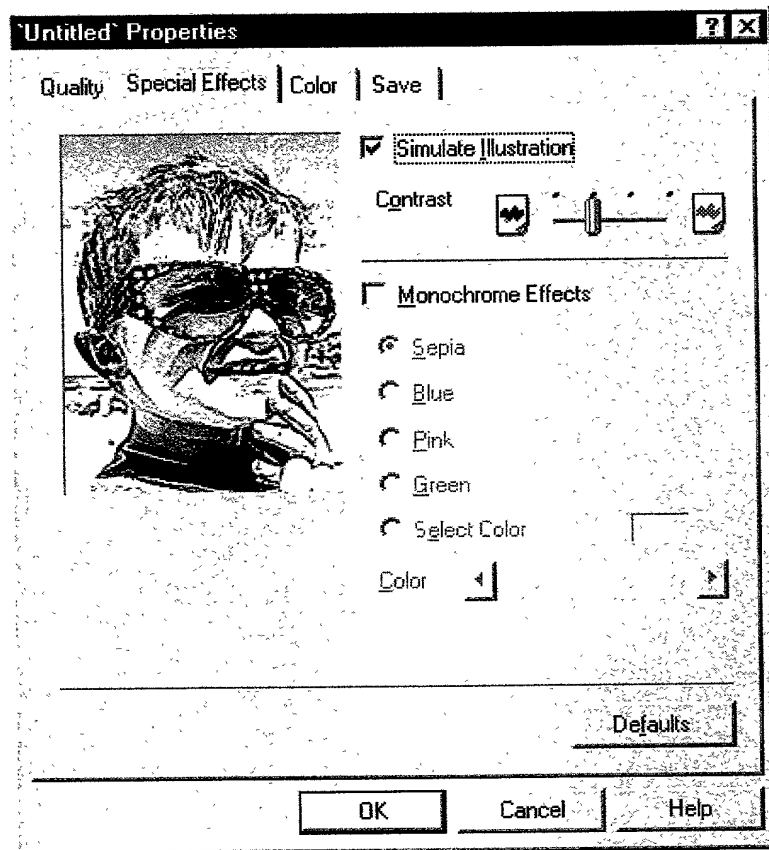 `Untitled` Properties
Quality Special Effects Color Save
Simulate Illustration
Contrast
Monochrome Effects
Sepia
Blue
Pink
Green
Select Color
Color
Defaults
OK Cancel Help